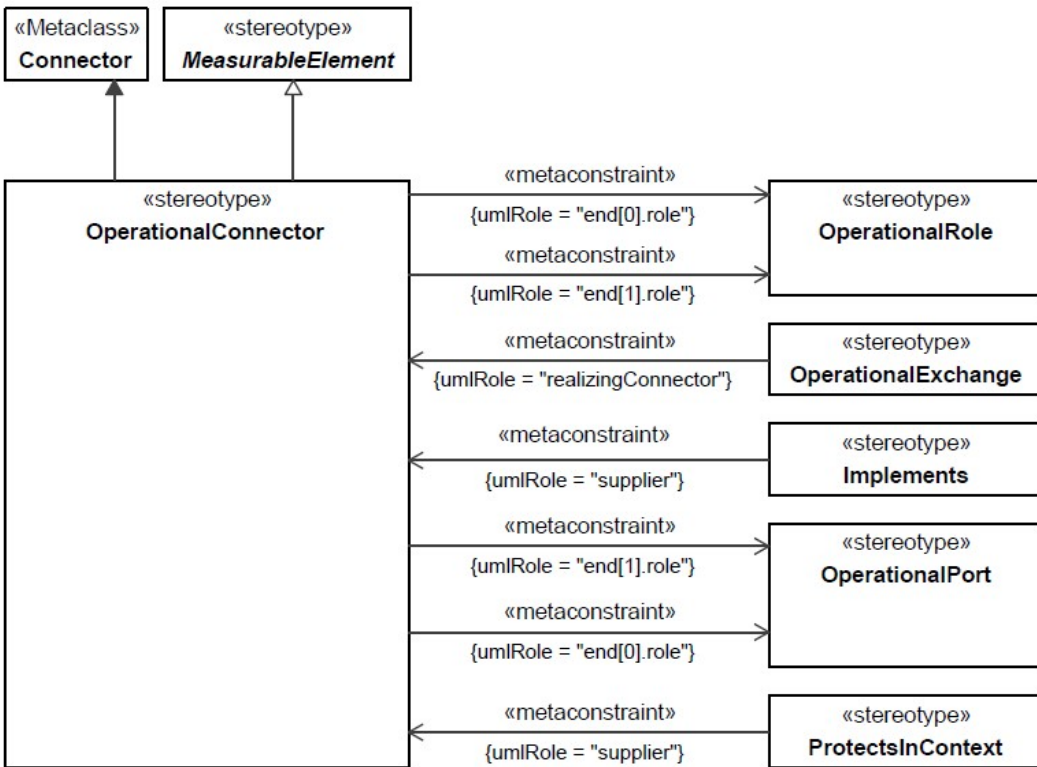 «Metaclass»
Connector
«stereotype»
MeasurableElement
«stereotype»
OperationalConnector
«metaconstraint»
{umlRole = "end[0].role"}
«metaconstraint»
{umlRole = "end[1].role"}
«stereotype»
OperationalRole
«metaconstraint»
{umlRole = "realizingConnector"}
«stereotype»
OperationalExchange
«metaconstraint»
{umlRole = "supplier"}
«stereotype»
Implements
«metaconstraint»
{umlRole = "end[1].role"}
«metaconstraint»
{umlRole = "end[0].role"}
«stereotype»
OperationalPort
«metaconstraint»
{umlRole = "supplier"}
«stereotype»
ProtectsInContext